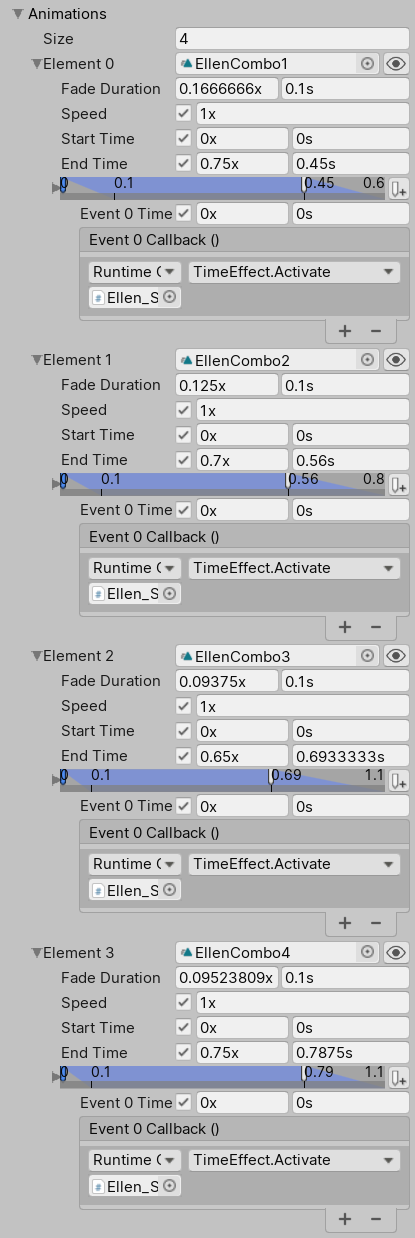 Animations
Size 4
Element 0 EllenCombo1
Fade Duration 0.1666666x 0.1s
Speed 1x
Start Time 0x 0s
End Time 0.75x 0.45s
0 0.1 0.45 0.6
Event 0 Time 0x 0s
Event 0 Callback ()
Runtime ( TimeEffect.Activate
# Ellen_S
+ −
Element 1 EllenCombo2
Fade Duration 0.125x 0.1s
Speed 1x
Start Time 0x 0s
End Time 0.7x 0.56s
0 0.1 0.56 0.8
Event 0 Time 0x 0s
Event 0 Callback ()
Runtime ( TimeEffect.Activate
# Ellen_S
+ −
Element 2 EllenCombo3
Fade Duration 0.09375x 0.1s
Speed 1x
Start Time 0x 0s
End Time 0.65x 0.6933333s
0 0.1 0.69 1.1
Event 0 Time 0x 0s
Event 0 Callback ()
Runtime ( TimeEffect.Activate
# Ellen_S
+ −
Element 3 EllenCombo4
Fade Duration 0.09523809x 0.1s
Speed 1x
Start Time 0x 0s
End Time 0.75x 0.7875s
0 0.1 0.79 1.1
Event 0 Time 0x 0s
Event 0 Callback ()
Runtime ( TimeEffect.Activate
# Ellen_S
+ −